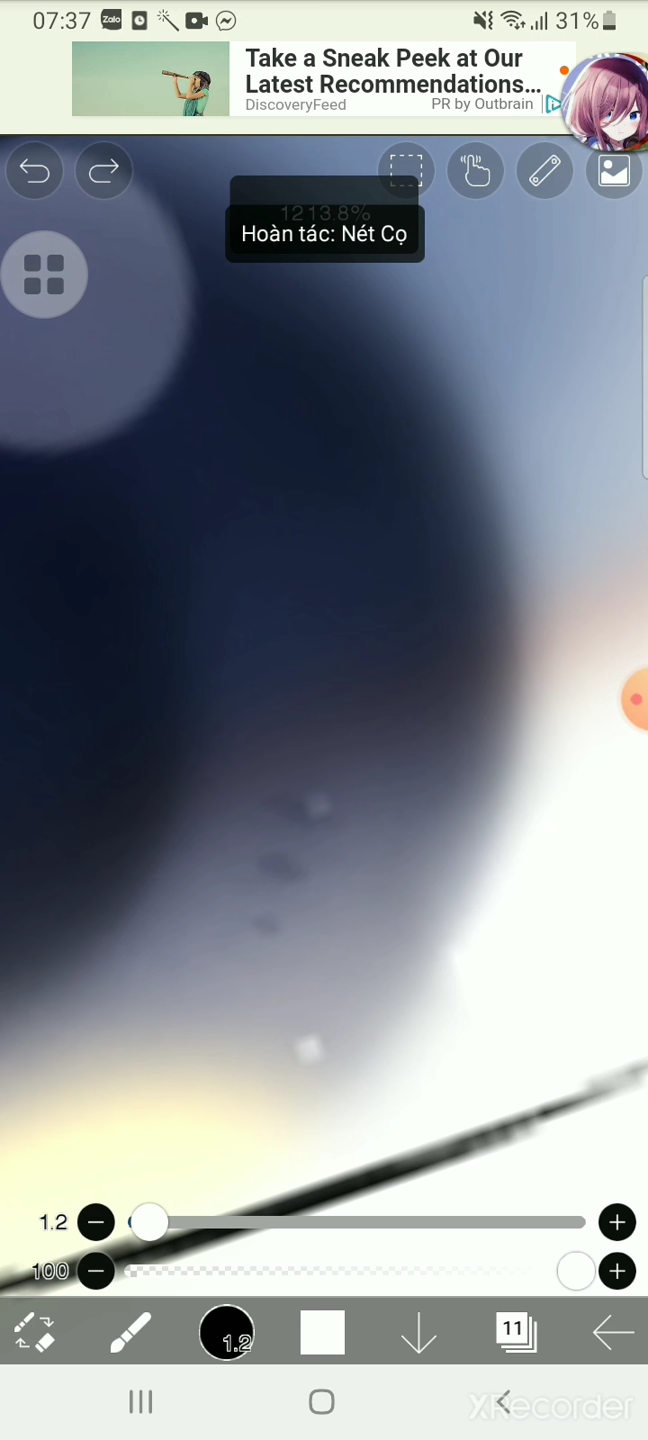 07:37 Zalo 31%
Take a Sneak Peek at Our
Latest Recommendations...
DiscoveryFeed PR by Outbrain
1213.8%
Hoàn tác: Nét Cọ
1.2
100
1.2 11
XRecorder